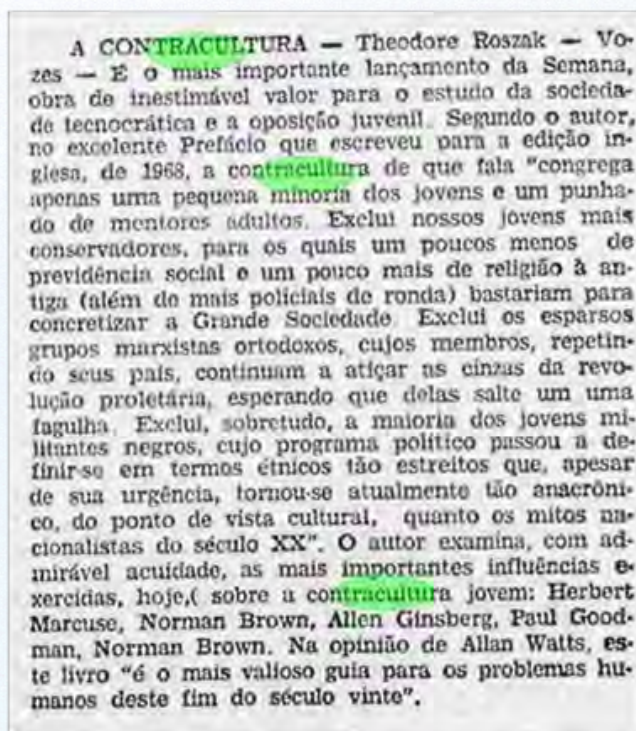 A CONTRACULTURA — Theodore Roszak — Vo-
zes — É o mais importante lançamento da Semana,
obra de inestimável valor para o estudo da socieda-
de tecnocrática e a oposição juvenil. Segundo o autor,
no excelente Prefácio que escreveu para a edição in-
glesa, de 1968, a contracultura de que fala "congrega
apenas uma pequena minoria dos jovens e um punha-
do de mentores adultos. Exclui nossos jovens mais
conservadores, para os quais um poucos menos de
previdência social e um pouco mais de religião à an-
tiga (além de mais policiais de ronda) bastariam para
concretizar a Grande Sociedade. Exclui os esparsos
grupos marxistas ortodoxos, cujos membros, repetin-
do seus pais, continuam a atiçar as cinzas da revo-
lução proletária, esperando que delas salte um uma
fagulha. Exclui, sobretudo, a maioria dos jovens mi-
litantes negros, cujo programa político passou a de-
finir-se em termos étnicos tão estreitos que, apesar
de sua urgência, tornou-se atualmente tão anacrôni-
co, do ponto de vista cultural, quanto os mitos na-
cionalistas do século XX". O autor examina, com ad-
mirável acuidade, as mais importantes influências e-
xercidas, hoje,( sobre a contracultura jovem: Herbert
Marcuse, Norman Brown, Allen Ginsberg, Paul Good-
man, Norman Brown. Na opinião de Allan Watts, es-
te livro "é o mais valioso guia para os problemas hu-
manos deste fim do século vinte".